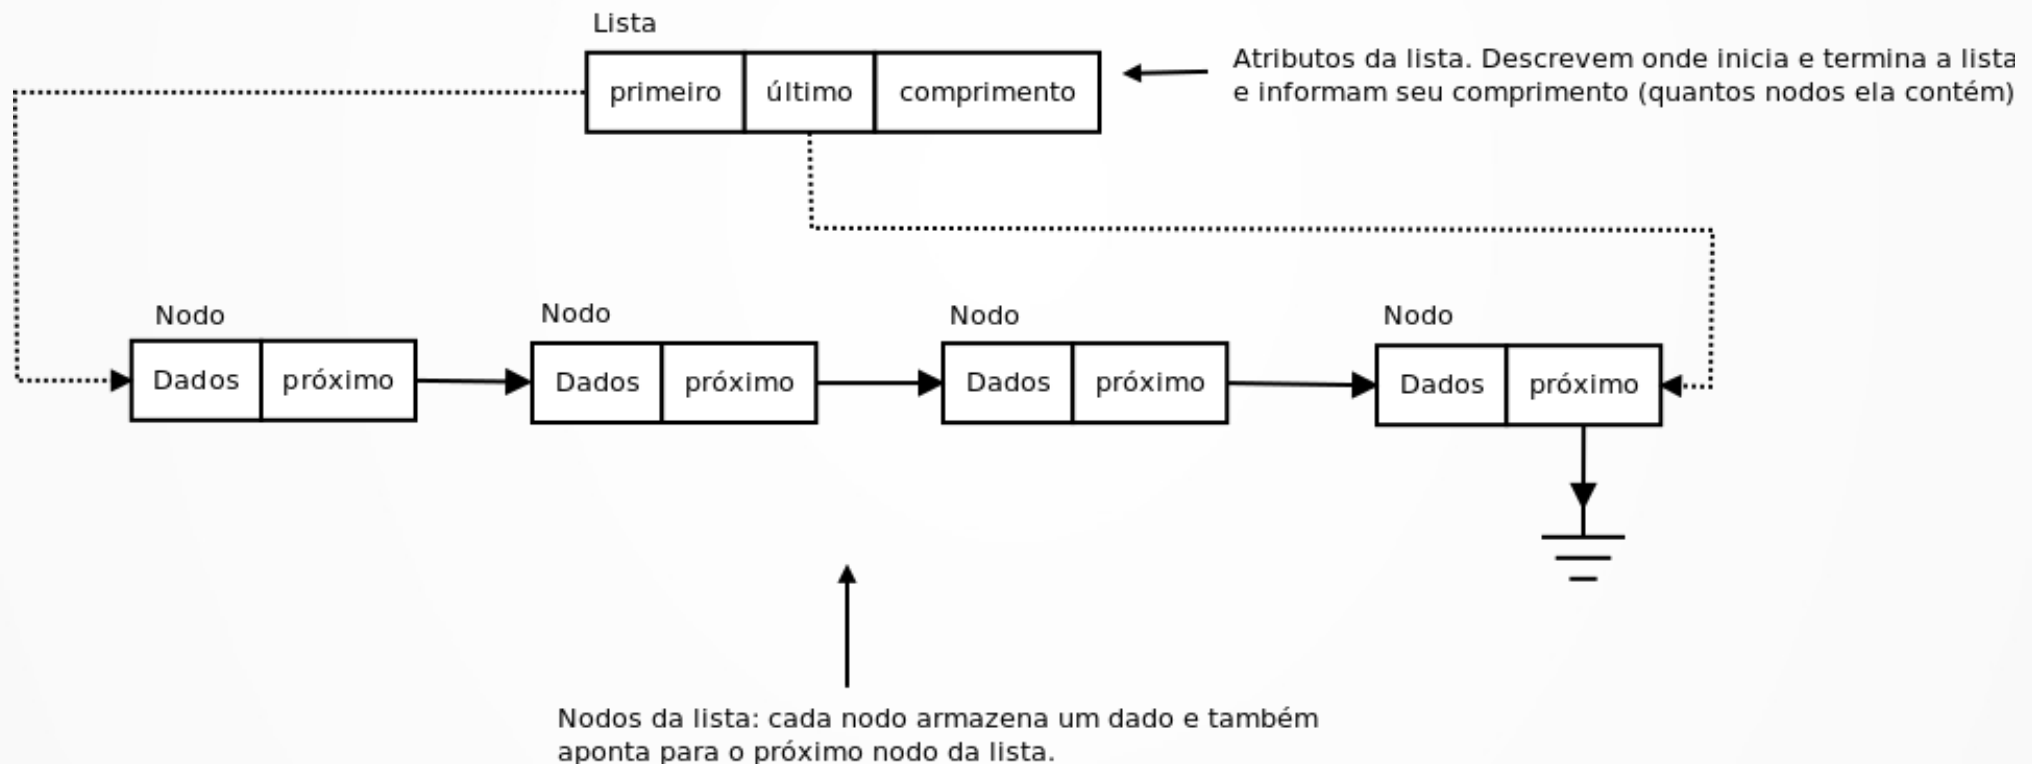 Lista
primeiro último comprimento
Atributos da lista. Descrevem onde inicia e termina a lista
e informam seu comprimento (quantos nodos ela contém)
Nodo
Dados próximo
Nodo
Dados próximo
Nodo
Dados próximo
Nodo
Dados próximo
Nodos da lista: cada nodo armazena um dado e também
aponta para o próximo nodo da lista.